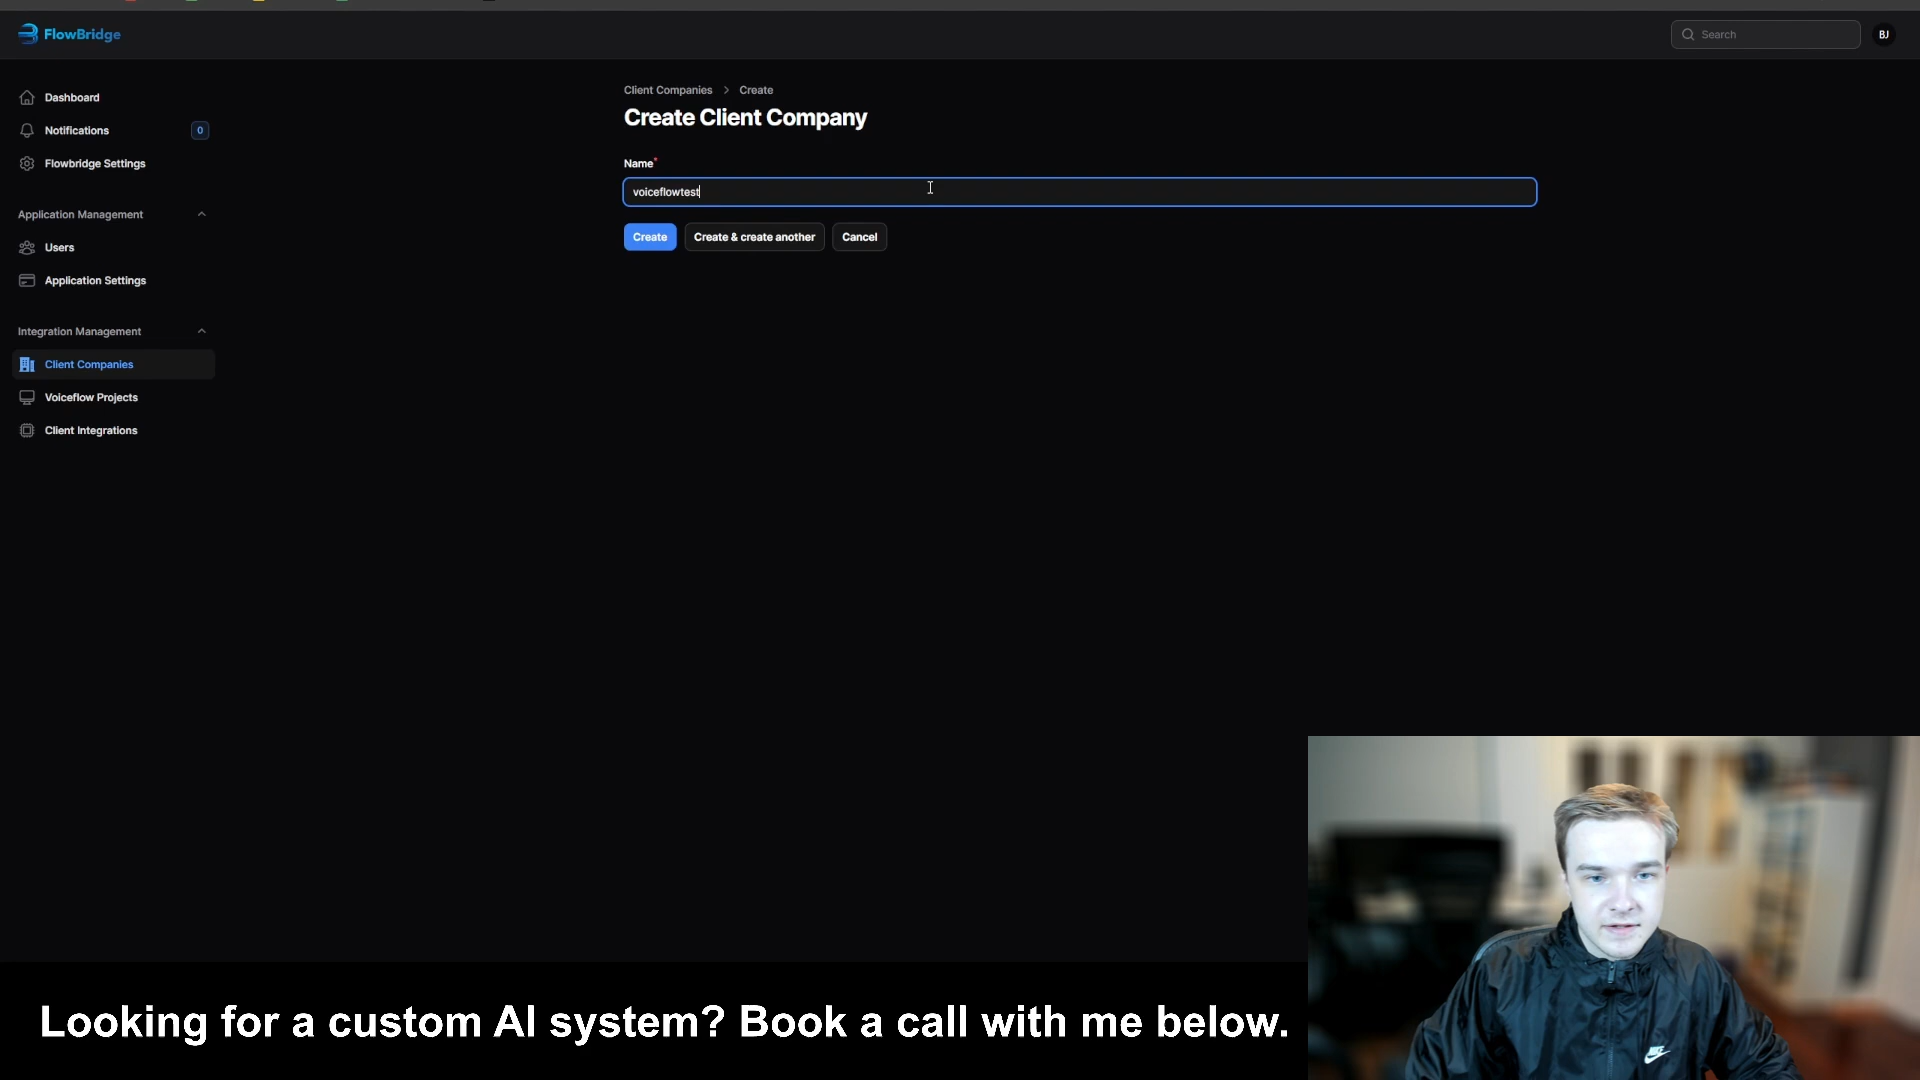 FlowBridge
Search
BJ
Dashboard
Notifications
0
Flowbridge Settings
Application Management
Users
Application Settings
Integration Management
Client Companies
Voiceflow Projects
Client Integrations
Client Companies > Create
Create Client Company
Name*
voiceflowtest
Create
Create & create another
Cancel
Looking for a custom AI system? Book a call with me below.